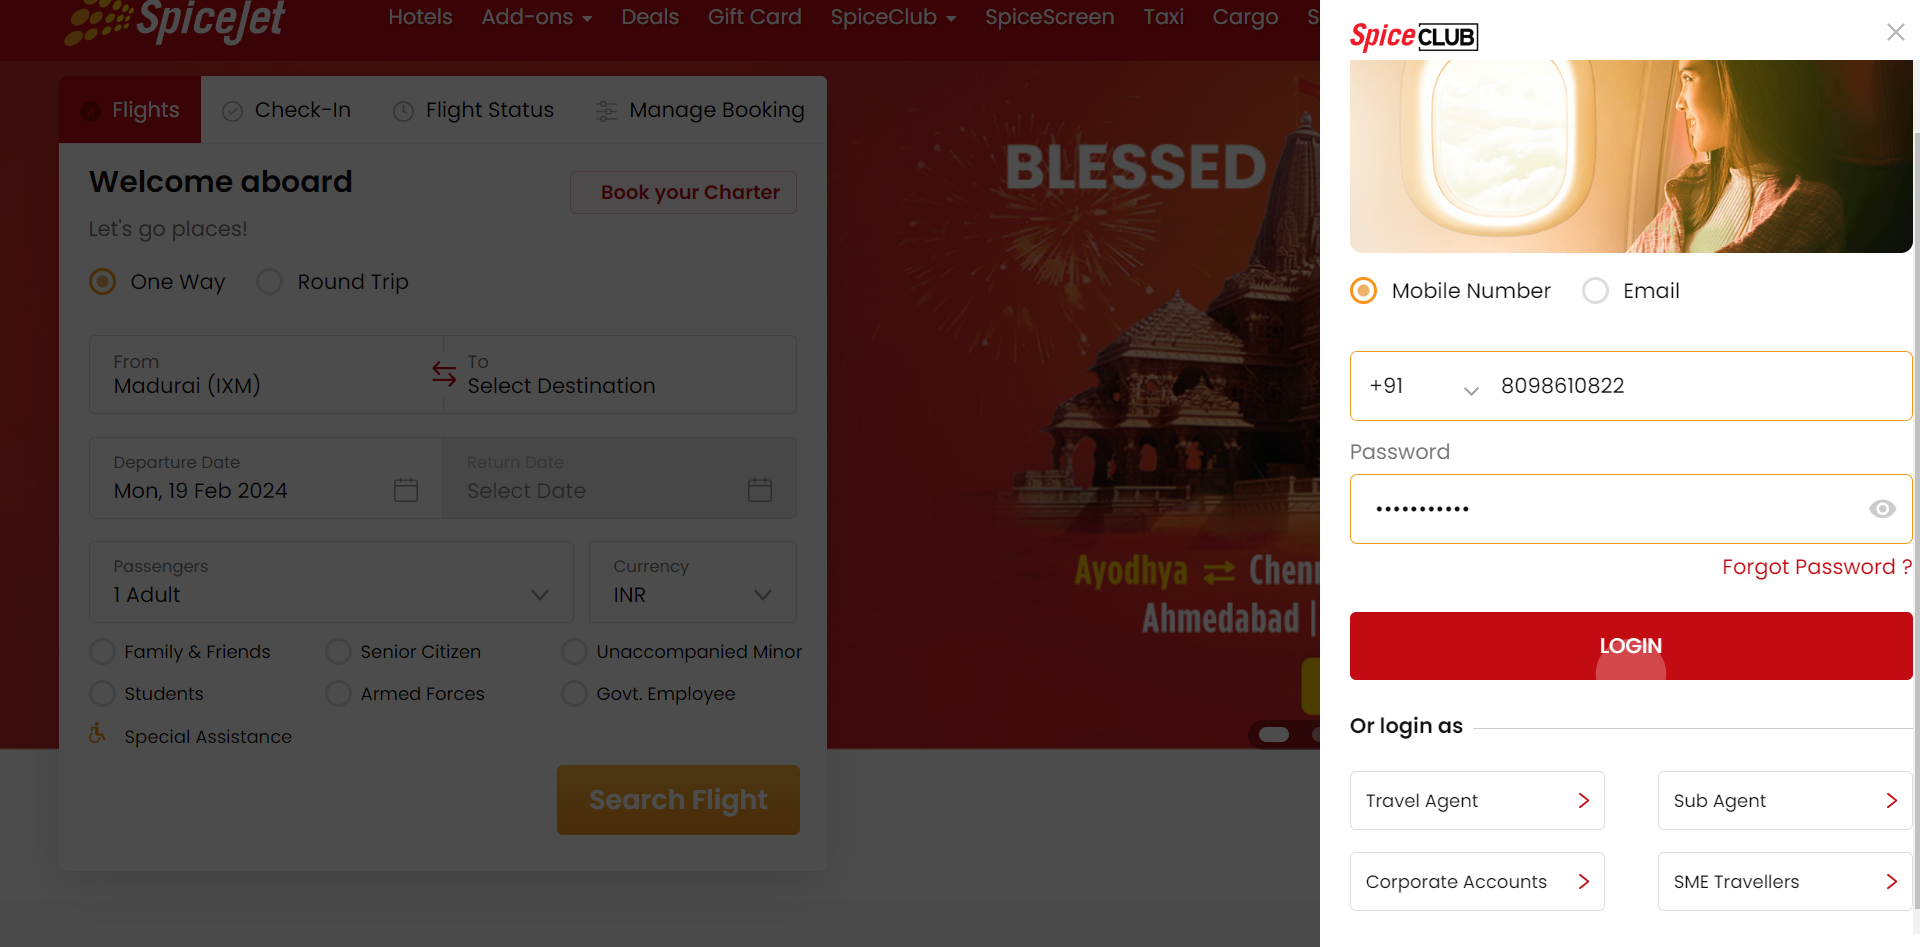 SpiceJet
Hotels Add-ons Deals Gift Card SpiceClub SpiceScreen Taxi Cargo S
Flights Check-In Flight Status Manage Booking
Welcome aboard
Book your Charter
Let's go places!
One Way Round Trip
From
Madurai (IXM)
To
Select Destination
Departure Date
Mon, 19 Feb 2024
Return Date
Select Date
Passengers
1 Adult
Currency
INR
Family & Friends Senior Citizen Unaccompanied Minor
Students Armed Forces Govt. Employee
Special Assistance
Search Flight
BLESSED
Ayodhya ⇄ Chenn
Ahmedabad |
SpiceCLUB
Mobile Number Email
+91 8098610822
Password
•••••••••••
Forgot Password ?
LOGIN
Or login as
Travel Agent Sub Agent
Corporate Accounts SME Travellers